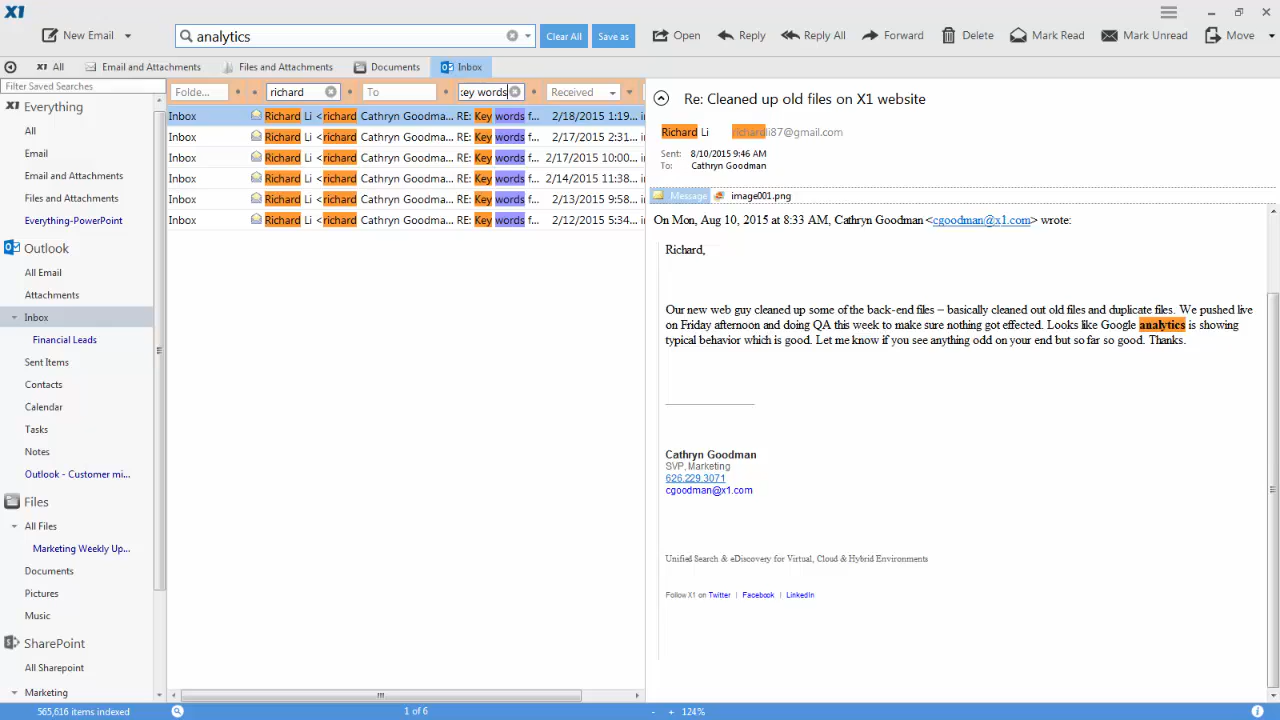 X1
New Email
analytics
Clear All
Save as
Open
Reply
Reply All
Forward
Delete
Mark Read
Mark Unread
Move
X1 All
Email and Attachments
Files and Attachments
Documents
Inbox
Filter Saved Searches
X1 Everything
All
Email
Email and Attachments
Files and Attachments
Everything-PowerPoint
Outlook
All Email
Attachments
Inbox
Financial Leads
Sent Items
Contacts
Calendar
Tasks
Notes
Outlook - Customer mi...
Files
All Files
Marketing Weekly Up...
Documents
Pictures
Music
SharePoint
All Sharepoint
Marketing
Folde... richard To key words Received
Inbox Richard Li <richard Cathryn Goodma... RE: Key words f... 2/18/2015 1:19... in
Inbox Richard Li <richard Cathryn Goodma... RE: Key words f... 2/17/2015 2:31... in
Inbox Richard Li <richard Cathryn Goodma... RE: Key words f... 2/17/2015 10:00... in
Inbox Richard Li <richard Cathryn Goodma... RE: Key words f... 2/14/2015 11:38... in
Inbox Richard Li <richard Cathryn Goodma... RE: Key words f... 2/13/2015 9:58... in
Inbox Richard Li <richard Cathryn Goodma... RE: Key words f... 2/12/2015 5:34... in
Re: Cleaned up old files on X1 website
Richard Li richardli87@gmail.com
Sent: 8/10/2015 9:46 AM
To: Cathryn Goodman
Message image001.png
On Mon, Aug 10, 2015 at 8:33 AM, Cathryn Goodman <cgoodman@x1.com> wrote:
Richard,
Our new web guy cleaned up some of the back-end files – basically cleaned out old files and duplicate files. We pushed live
on Friday afternoon and doing QA this week to make sure nothing got effected. Looks like Google analytics is showing
typical behavior which is good. Let me know if you see anything odd on your end but so far so good. Thanks.
Cathryn Goodman
SVP, Marketing
626.229.3071
cgoodman@x1.com
Unified Search & eDiscovery for Virtual, Cloud & Hybrid Environments
Follow X1 on Twitter | Facebook | LinkedIn
565,616 items indexed
1 of 6
- + 124%